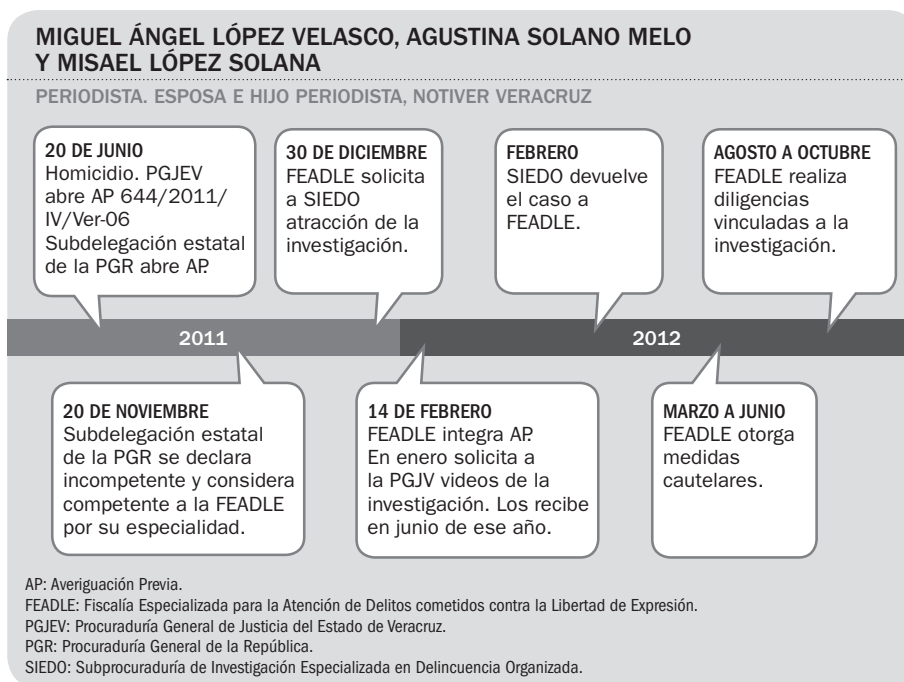 MIGUEL ÁNGEL LÓPEZ VELASCO, AGUSTINA SOLANO MELO
Y MISAEL LÓPEZ SOLANA
PERIODISTA. ESPOSA E HIJO PERIODISTA, NOTIVER VERACRUZ
20 DE JUNIO
Homicidio. PGJEV
abre AP 644/2011/
IV/Ver-06
Subdelegación estatal
de la PGR abre AP.
30 DE DICIEMBRE
FEADLE solicita
a SIEDO
atracción de la
investigación.
FEBRERO
SIEDO devuelve
el caso a
FEADLE.
AGOSTO A OCTUBRE
FEADLE realiza
diligencias
vinculadas a la
investigación.
2011
2012
20 DE NOVIEMBRE
Subdelegación estatal
de la PGR se declara
incompetente y considera
competente a la FEADLE
por su especialidad.
14 DE FEBRERO
FEADLE integra AP.
En enero solicita a
la PGJV videos de la
investigación. Los recibe
en junio de ese año.
MARZO A JUNIO
FEADLE otorga
medidas
cautelares.
AP: Averiguación Previa.
FEADLE: Fiscalía Especializada para la Atención de Delitos cometidos contra la Libertad de Expresión.
PGJEV: Procuraduría General de Justicia del Estado de Veracruz.
PGR: Procuraduría General de la República.
SIEDO: Subprocuraduría de Investigación Especializada en Delincuencia Organizada.